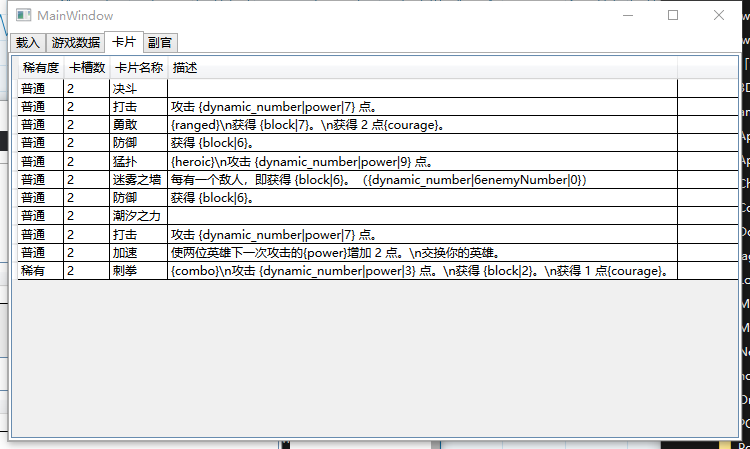 MainWindow
载入 游戏数据 卡片 副官
稀有度 卡槽数 卡片名称 描述
普通 2 决斗
普通 2 打击 攻击 {dynamic_number|power|7} 点。
普通 2 勇敢 {ranged}\n获得 {block|7}。\n获得 2 点{courage}。
普通 2 防御 获得 {block|6}。
普通 2 猛扑 {heroic}\n攻击 {dynamic_number|power|9} 点。
普通 2 迷雾之墙 每有一个敌人，即获得 {block|6}。（{dynamic_number|6enemyNumber|0}）
普通 2 防御 获得 {block|6}。
普通 2 潮汐之力
普通 2 打击 攻击 {dynamic_number|power|7} 点。
普通 2 加速 使两位英雄下一次攻击的{power}增加 2 点。\n交换你的英雄。
稀有 2 刺拳 {combo}\n攻击 {dynamic_number|power|3} 点。\n获得 {block|2}。\n获得 1 点{courage}。